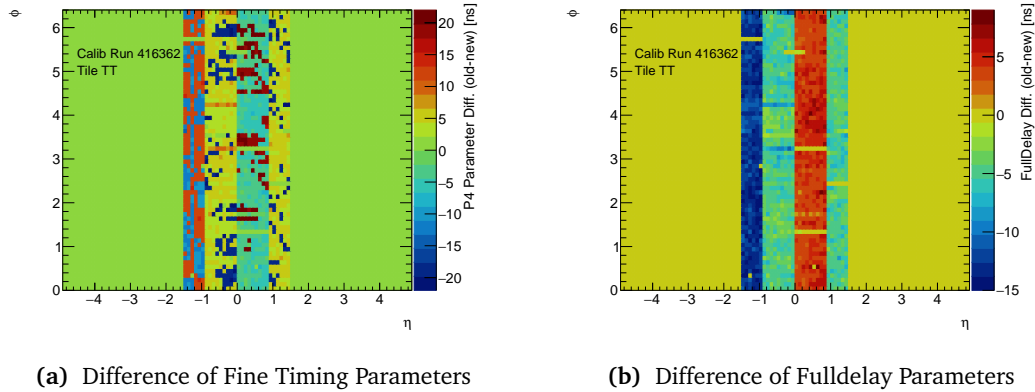 φ
6
5
4
3
2
1
0
Calib Run 416362
Tile TT
−4 −3 −2 −1 0 1 2 3 4
η
20
15
10
5
0
−5
−10
−15
−20
P4 Parameter Diff. (old-new) [ns]
(a) Difference of Fine Timing Parameters
φ
6
5
4
3
2
1
0
Calib Run 416362
Tile TT
−4 −3 −2 −1 0 1 2 3 4
η
5
0
−5
−10
−15
FullDelay Diff. (old-new) [ns]
(b) Difference of Fulldelay Parameters